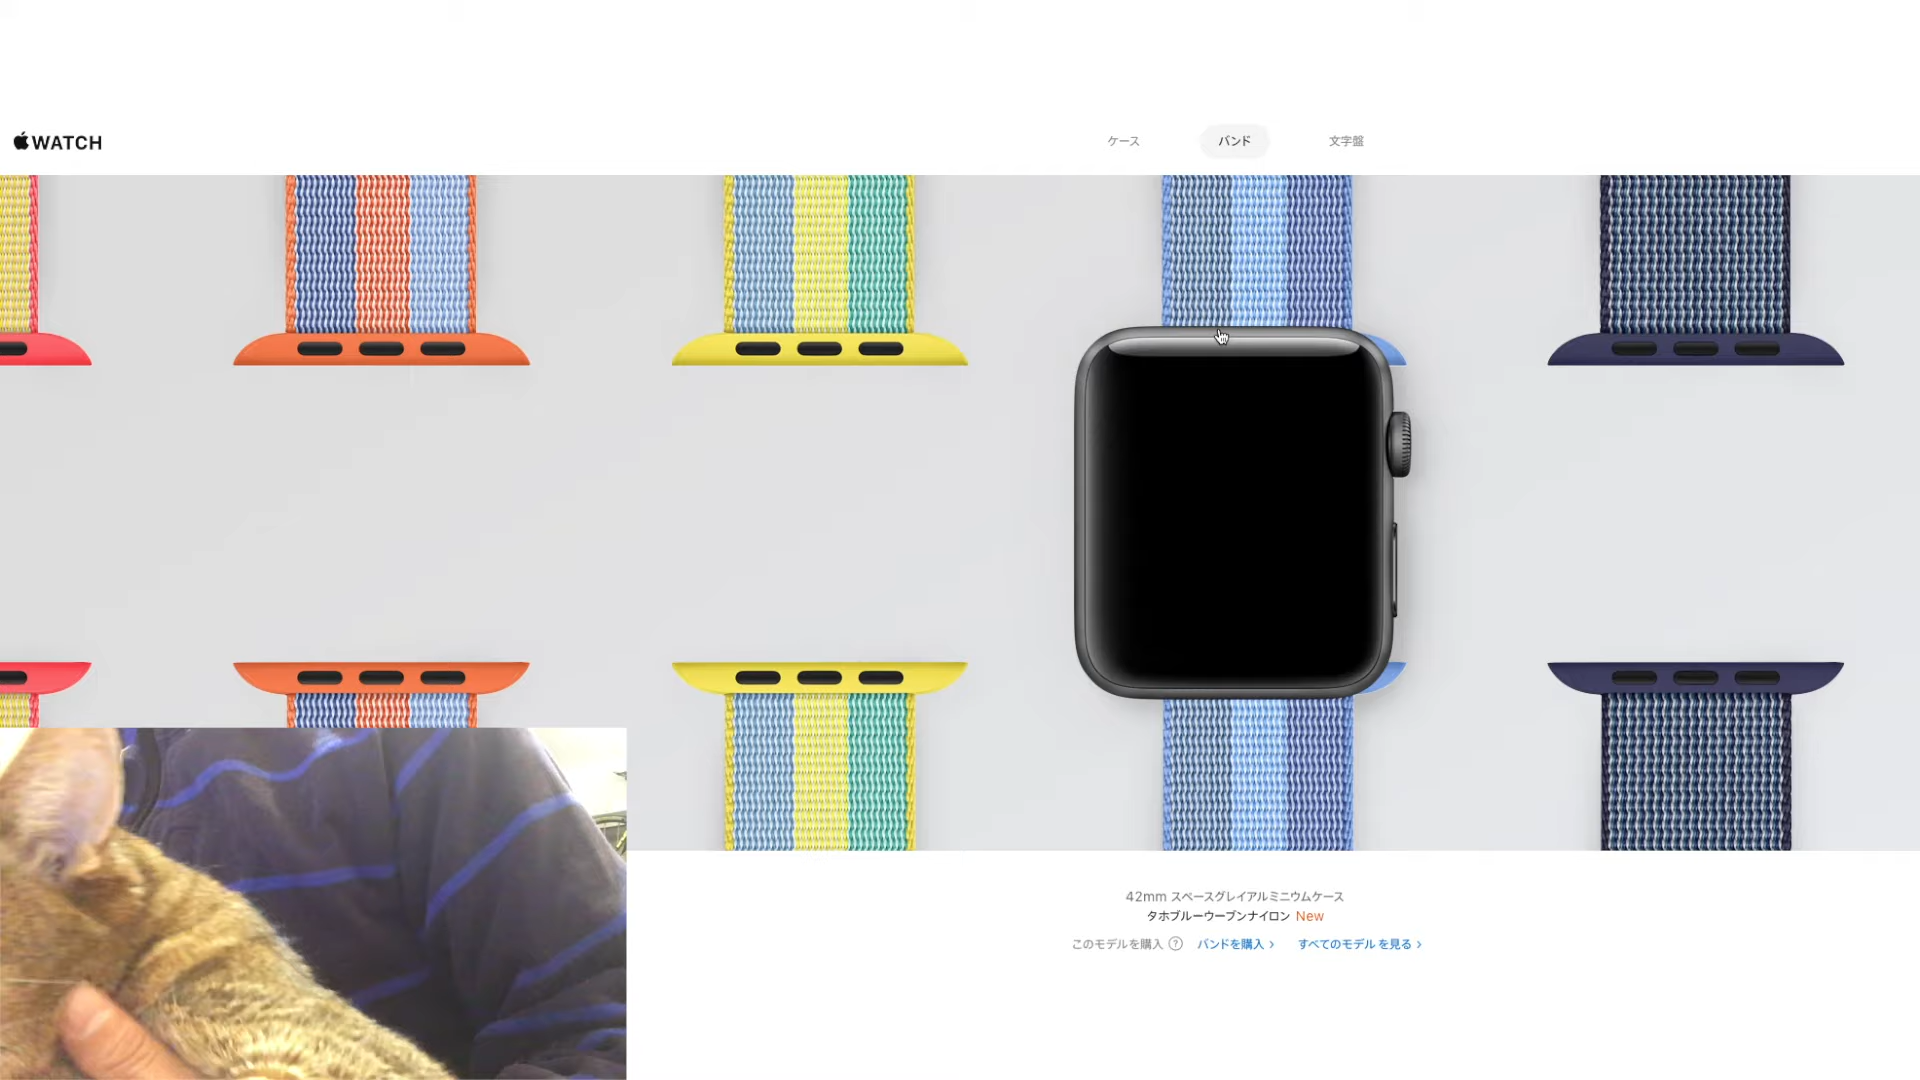 WATCH
ケース
バンド
文字盤
42mm スペースグレイアルミニウムケース
タホブルーウーブンナイロン New
このモデルを購入 ?
バンドを購入 >
すべてのモデル を見る >